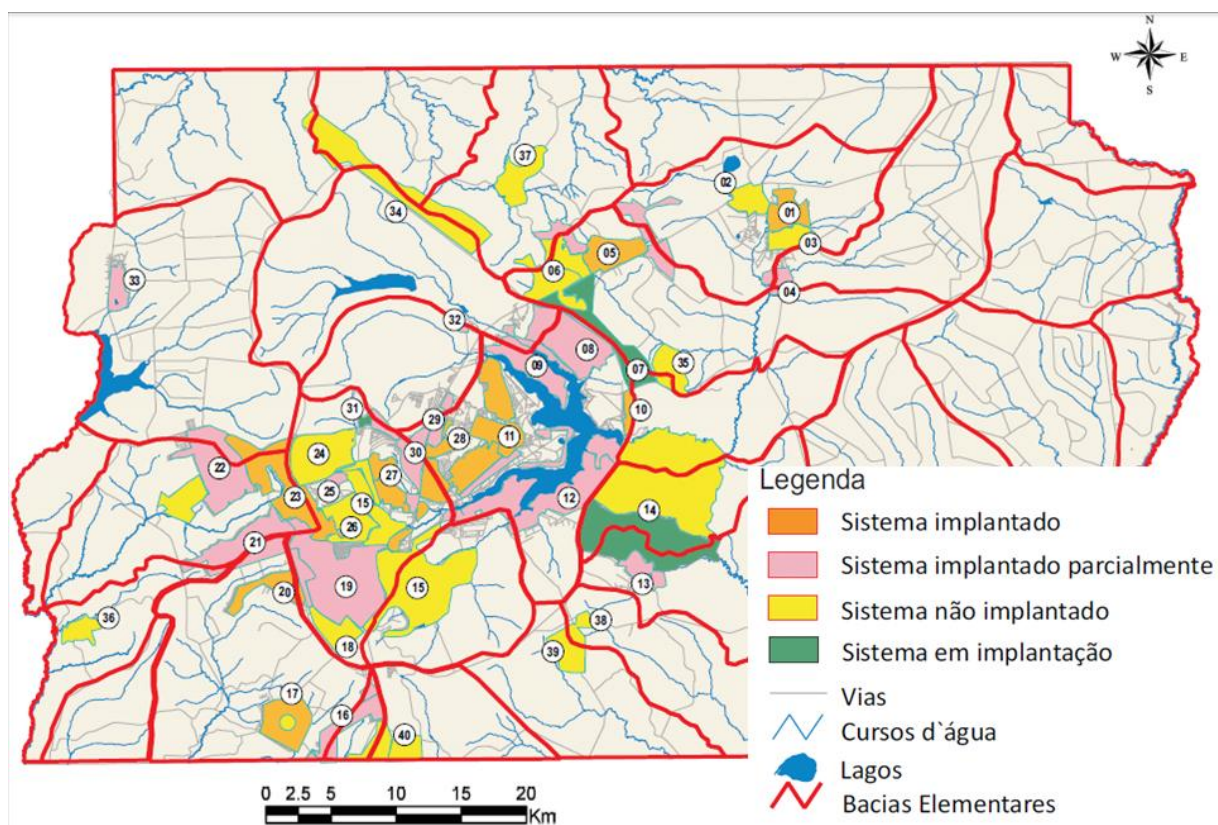 N
W E
S
37
02
01
34
05
03
06
33
04
32
08
09
07
35
10
31
29
28
11
24
30
22
27
25
15
23
12
14
26
21
19
15
13
20
36
18
38
39
17
16
40
Legenda
Sistema implantado
Sistema implantado parcialmente
Sistema não implantado
Sistema em implantação
Vias
Cursos d`água
Lagos
Bacias Elementares
0 2.5 5 10 15 20
Km